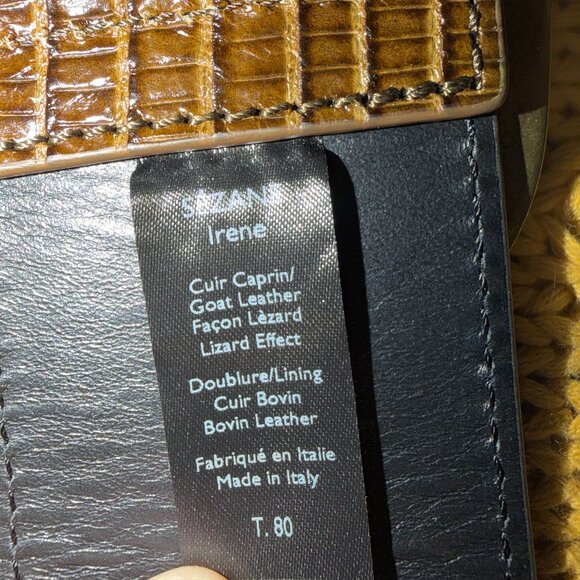 SÉZANE
Irene
Cuir Caprin/
Goat Leather
Façon Lèzard
Lizard Effect
Doublure/Lining
Cuir Bovin
Bovin Leather
Fabriqué en Italie
Made in Italy
T. 80